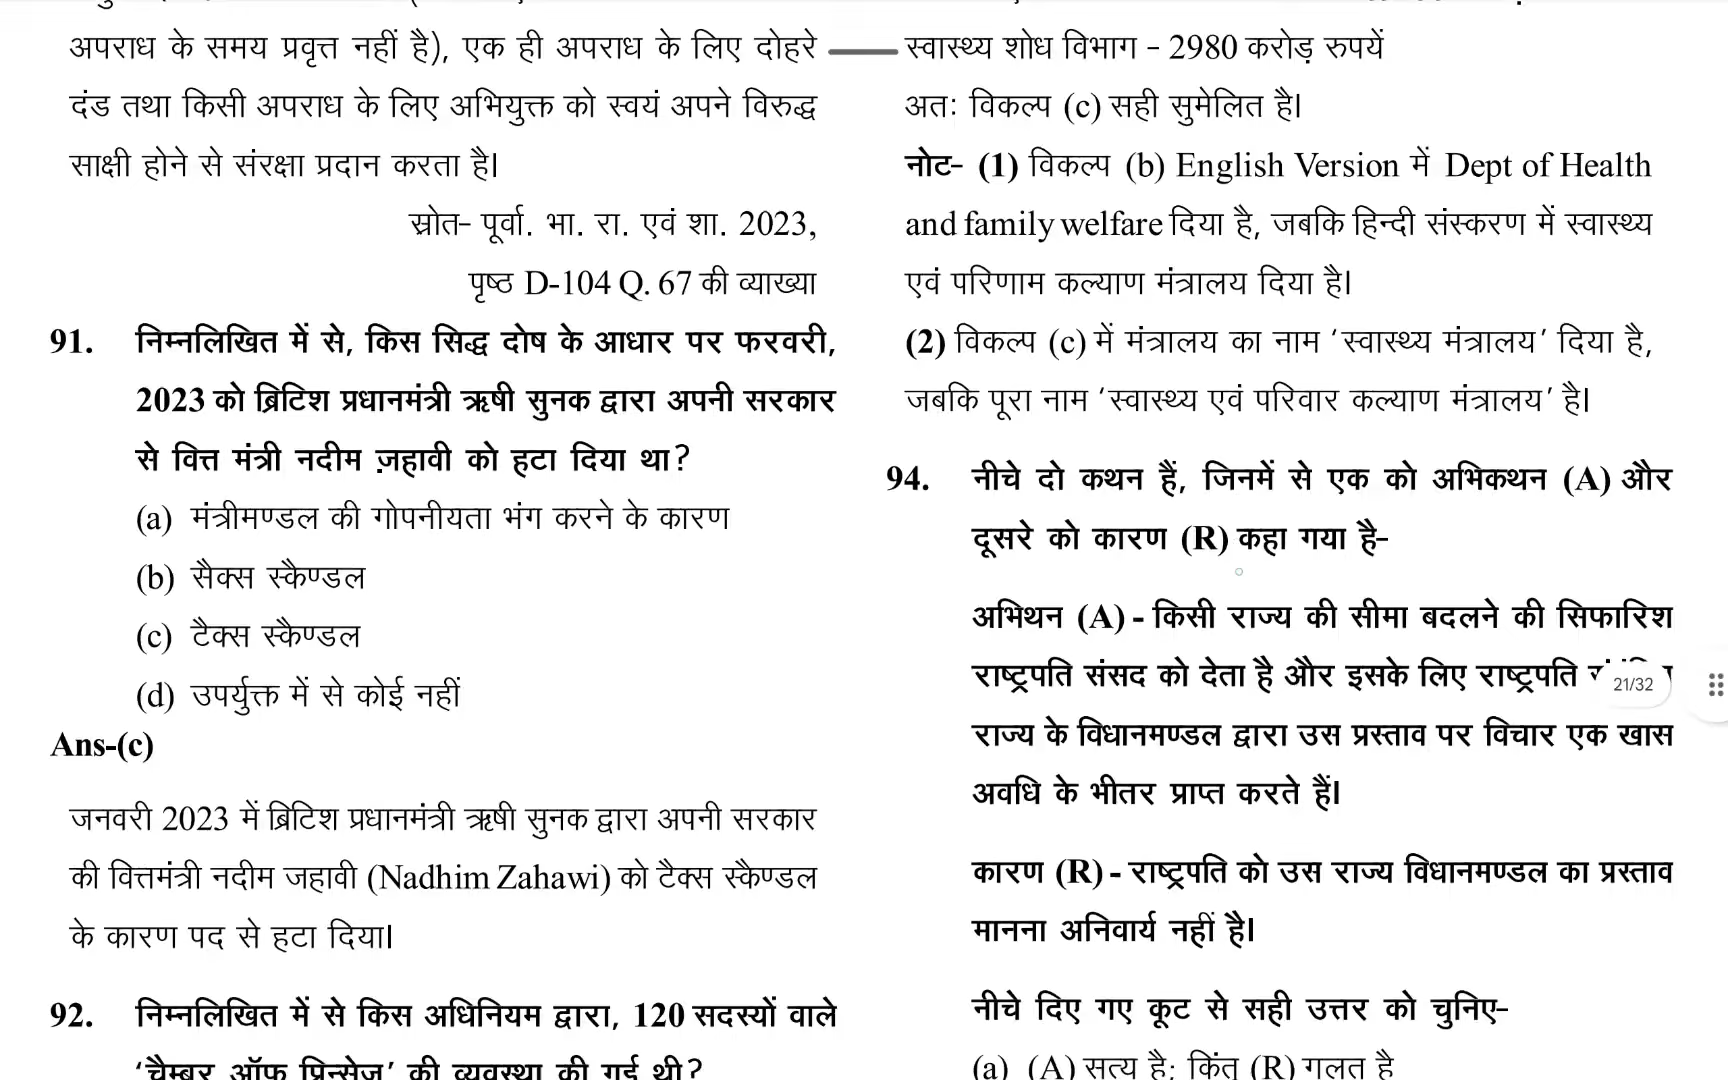 अपराध के समय प्रवृत्त नहीं है), एक ही अपराध के लिए दोहरे
दंड तथा किसी अपराध के लिए अभियुक्त को स्वयं अपने विरुद्ध
साक्षी होने से संरक्षा प्रदान करता है।
स्रोत- पूर्वा. भा. रा. एवं शा. 2023,
पृष्ठ D-104 Q. 67 की व्याख्या
91. निम्नलिखित में से, किस सिद्ध दोष के आधार पर फरवरी,
2023 को ब्रिटिश प्रधानमंत्री ऋषी सुनक द्वारा अपनी सरकार
से वित्त मंत्री नदीम ज़हावी को हटा दिया था?
(a) मंत्रीमण्डल की गोपनीयता भंग करने के कारण
(b) सैक्स स्कैण्डल
(c) टैक्स स्कैण्डल
(d) उपर्युक्त में से कोई नहीं
Ans-(c)
जनवरी 2023 में ब्रिटिश प्रधानमंत्री ऋषी सुनक द्वारा अपनी सरकार
की वित्तमंत्री नदीम जहावी (Nadhim Zahawi) को टैक्स स्कैण्डल
के कारण पद से हटा दिया।
92. निम्नलिखित में से किस अधिनियम द्वारा, 120 सदस्यों वाले
‘चैम्बर ऑफ प्रिन्सेज’ की व्यवस्था की गई थी?
स्वास्थ्य शोध विभाग - 2980 करोड़ रुपयें
अतः विकल्प (c) सही सुमेलित है।
नोट- (1) विकल्प (b) English Version में Dept of Health
and family welfare दिया है, जबकि हिन्दी संस्करण में स्वास्थ्य
एवं परिणाम कल्याण मंत्रालय दिया है।
(2) विकल्प (c) में मंत्रालय का नाम ‘स्वास्थ्य मंत्रालय’ दिया है,
जबकि पूरा नाम ‘स्वास्थ्य एवं परिवार कल्याण मंत्रालय’ है।
94. नीचे दो कथन हैं, जिनमें से एक को अभिकथन (A) और
दूसरे को कारण (R) कहा गया है-
अभिथन (A) - किसी राज्य की सीमा बदलने की सिफारिश
राष्ट्रपति संसद को देता है और इसके लिए राष्ट्रपति
21/32
राज्य के विधानमण्डल द्वारा उस प्रस्ताव पर विचार एक खास
अवधि के भीतर प्राप्त करते हैं।
कारण (R) - राष्ट्रपति को उस राज्य विधानमण्डल का प्रस्ताव
मानना अनिवार्य नहीं है।
नीचे दिए गए कूट से सही उत्तर को चुनिए-
(a) (A) सत्य है; किंतु (R) गलत है